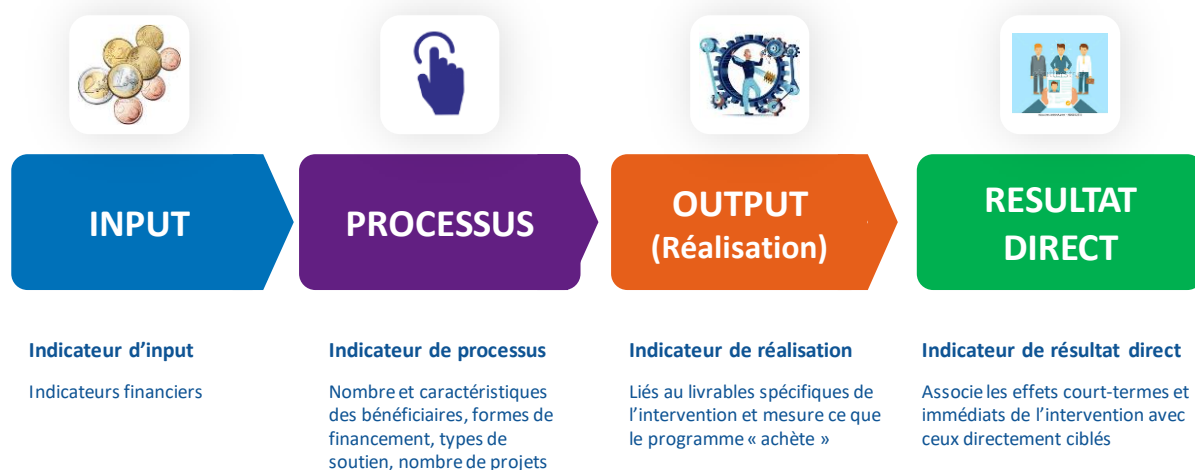 INPUT
PROCESSUS
OUTPUT
(Réalisation)
RESULTAT
DIRECT
Indicateur d’input
Indicateurs financiers
Indicateur de processus
Nombre et caractéristiques
des bénéficiaires, formes de
financement, types de
soutien, nombre de projets
Indicateur de réalisation
Liés au livrables spécifiques de
l’intervention et mesure ce que
le programme « achète »
Indicateur de résultat direct
Associe les effets court-termes et
immédiats de l’intervention avec
ceux directement ciblés